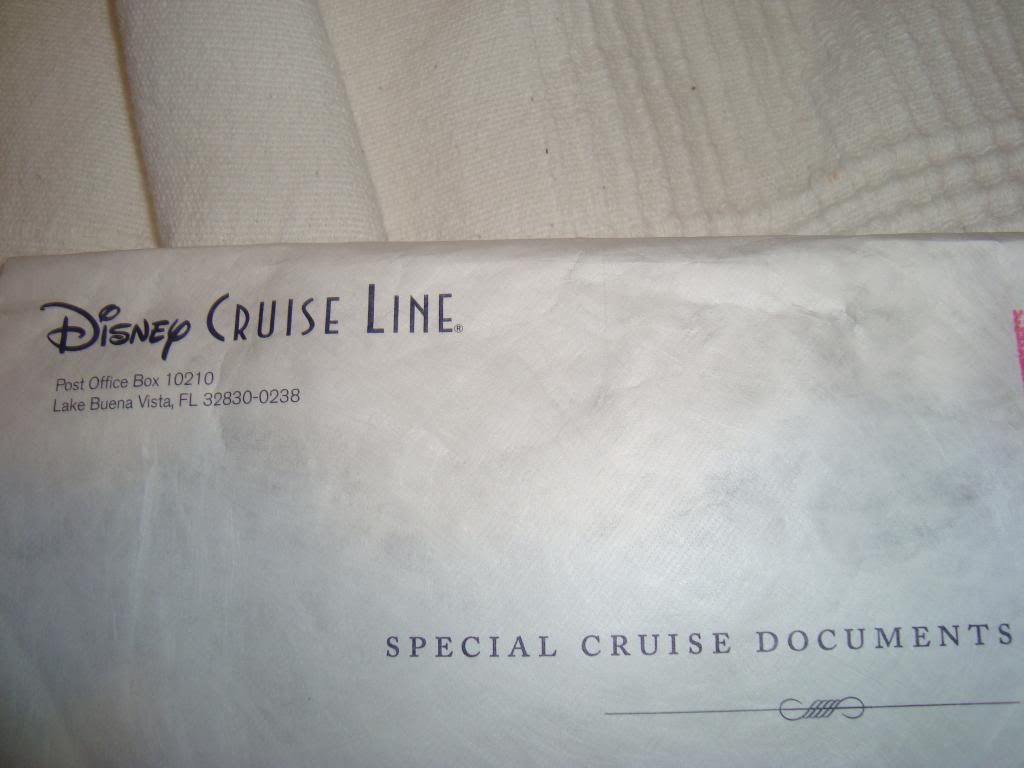 Disney Cruise Line®
Post Office Box 10210
Lake Buena Vista, FL 32830-0238
SPECIAL CRUISE DOCUMENTS